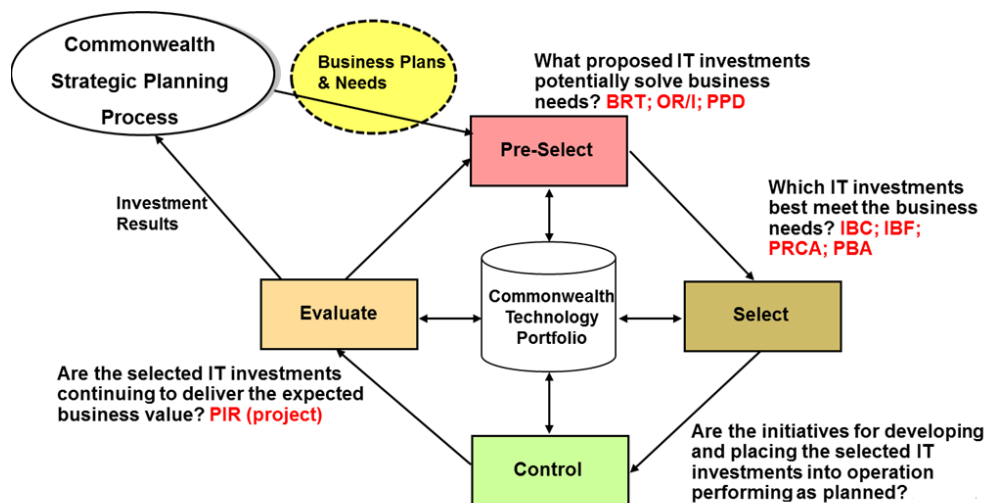 Commonwealth
Strategic Planning
Process
Business Plans
& Needs
What proposed IT investments
potentially solve business
needs? BRT; OR/I; PPD
Pre-Select
Which IT investments
best meet the business
needs? IBC; IBF;
PRCA; PBA
Investment
Results
Evaluate
Commonwealth
Technology
Portfolio
Select
Are the selected IT investments
continuing to deliver the expected
business value? PIR (project)
Control
Are the initiatives for developing
and placing the selected IT
investments into operation
performing as planned?